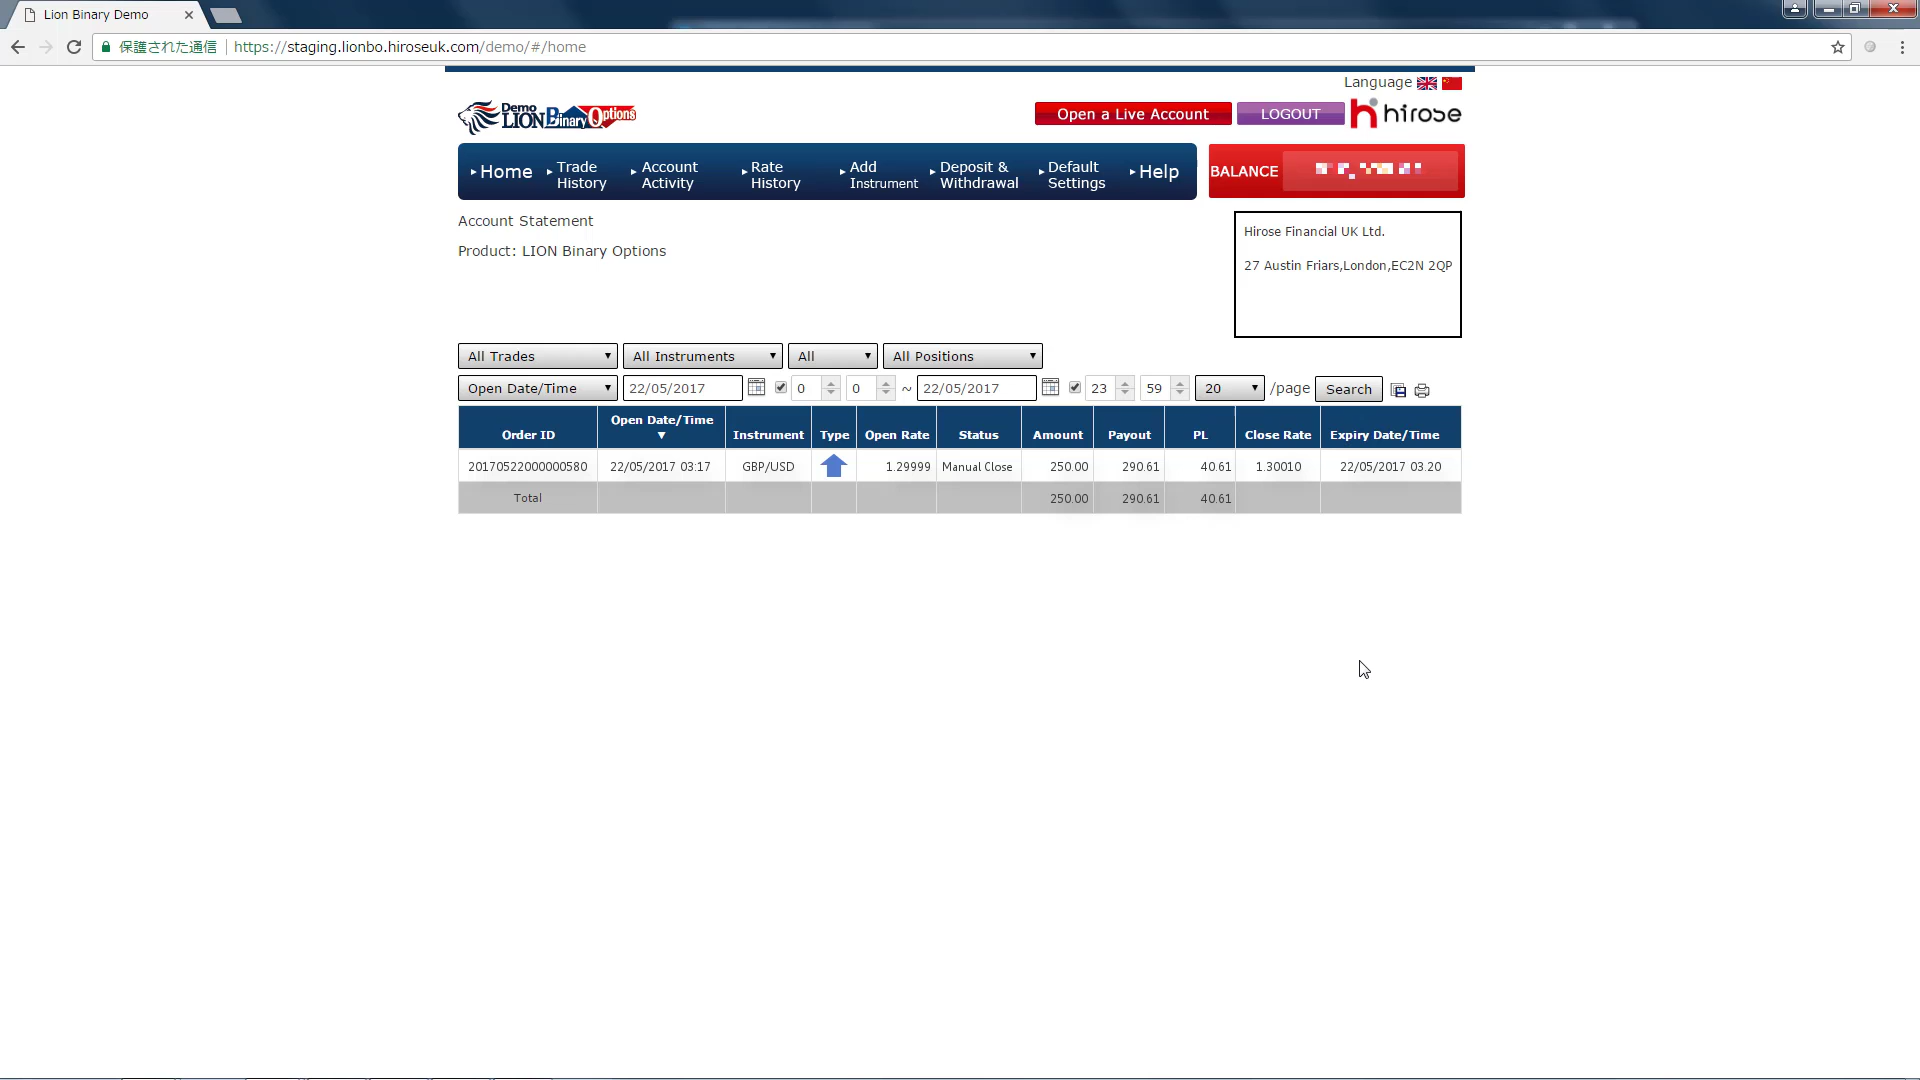 Lion Binary Demo
保護された通信 https://staging.lionbo.hiroseuk.com/demo/#/home
Language
Demo
LION Binary Options
Open a Live Account LOGOUT hirose
Home Trade History Account Activity Rate History Add Instrument Deposit & Withdrawal Default Settings Help BALANCE
Account Statement
Product: LION Binary Options
Hirose Financial UK Ltd.
27 Austin Friars,London,EC2N 2QP
All Trades All Instruments All All Positions
Open Date/Time 22/05/2017 0 0 ~ 22/05/2017 23 59 20 /page Search
Order ID Open Date/Time ▼ Instrument Type Open Rate Status Amount Payout PL Close Rate Expiry Date/Time
20170522000000580 22/05/2017 03:17 GBP/USD 1.29999 Manual Close 250.00 290.61 40.61 1.30010 22/05/2017 03.20
Total 250.00 290.61 40.61